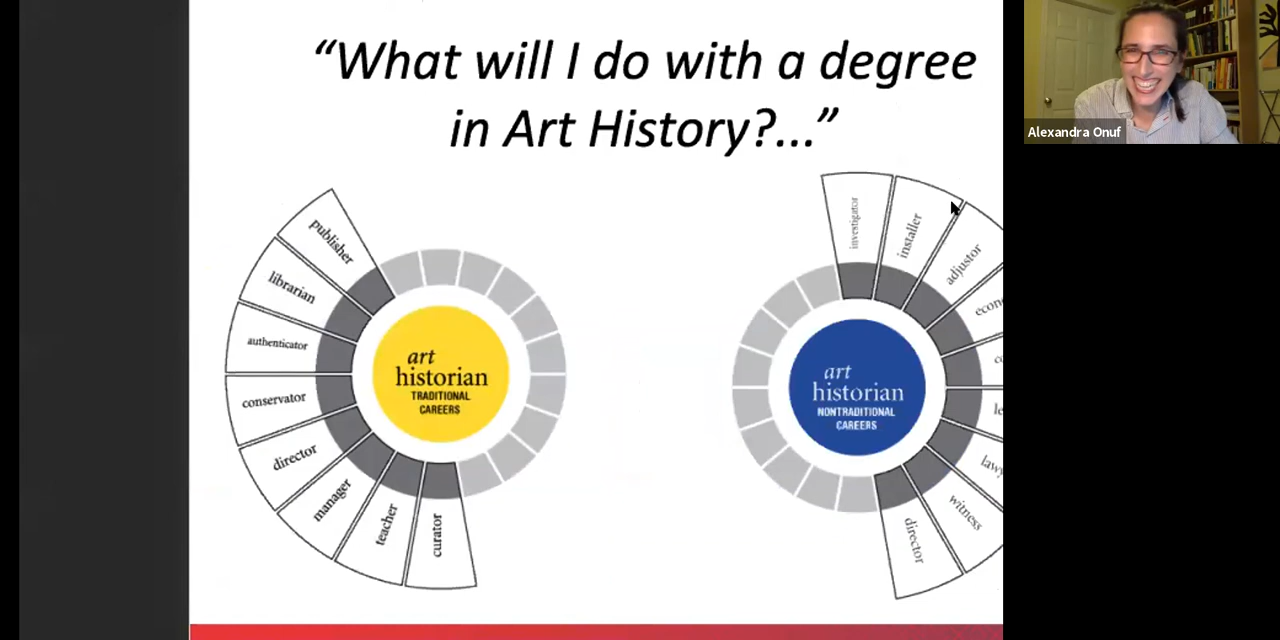 “What will I do with a degree
in Art History?...”
Alexandra Onuf
publisher
librarian
authenticator
conservator
director
manager
teacher
curator
art
historian
TRADITIONAL
CAREERS
investigator
installer
adjustor
witness
director
art
historian
NONTRADITIONAL
CAREERS